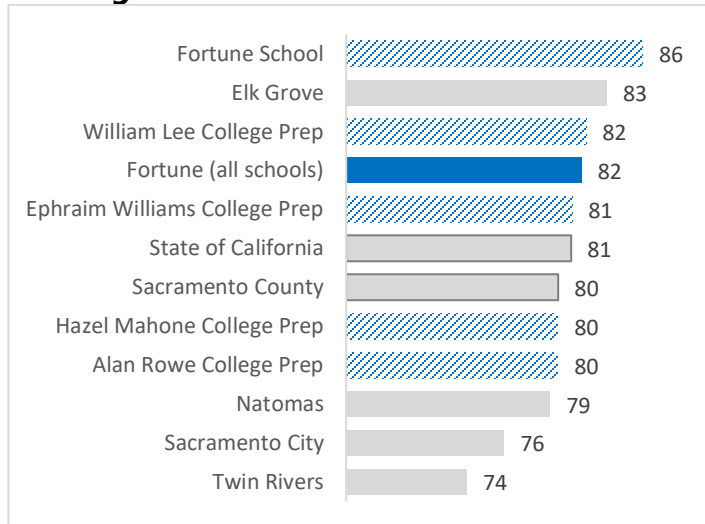 Fortune School 86
Elk Grove 83
William Lee College Prep 82
Fortune (all schools) 82
Ephraim Williams College Prep 81
State of California 81
Sacramento County 80
Hazel Mahone College Prep 80
Alan Rowe College Prep 80
Natomas 79
Sacramento City 76
Twin Rivers 74